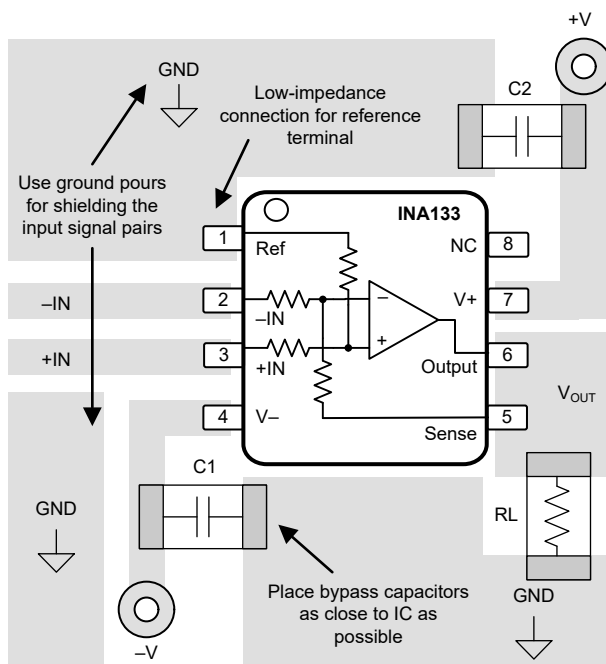 +V
GND
C2
Low-impedance
connection for reference
terminal
Use ground pours
for shielding the
input signal pairs
INA133
1
Ref
NC
8
–IN
2
–IN
V+
7
+IN
3
+IN
–
+
Output
6
4
V–
Sense
5
VOUT
C1
GND
RL
Place bypass capacitors
as close to IC as
possible
GND
–V